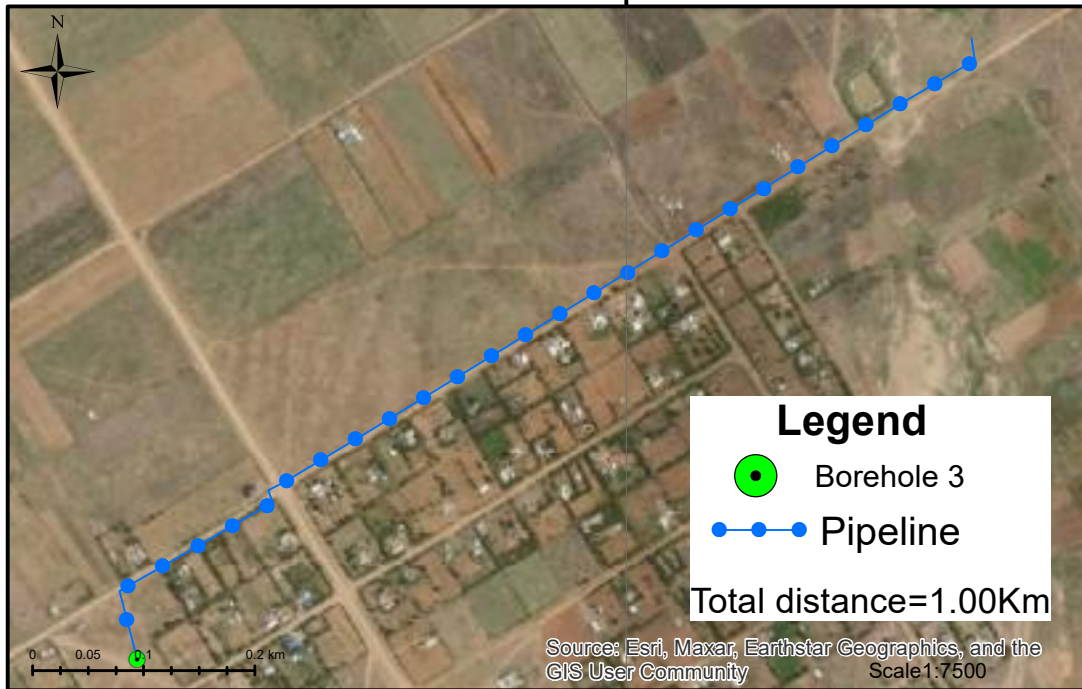 N
Legend
Borehole 3
Pipeline
Total distance=1.00Km
0 0.05 0.1 0.2 km
Source: Esri, Maxar, Earthstar Geographics, and the
GIS User Community
Scale1:7500